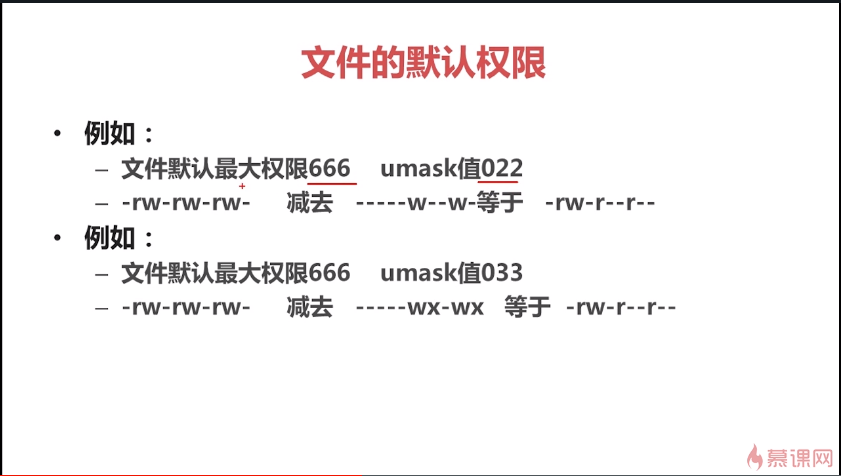 文件的默认权限
• 例如：
– 文件默认最大权限666 umask值022
– -rw-rw-rw- 减去 -----w--w-等于 -rw-r--r--
• 例如：
– 文件默认最大权限666 umask值033
– -rw-rw-rw- 减去 -----wx-wx 等于 -rw-r--r--
慕课网